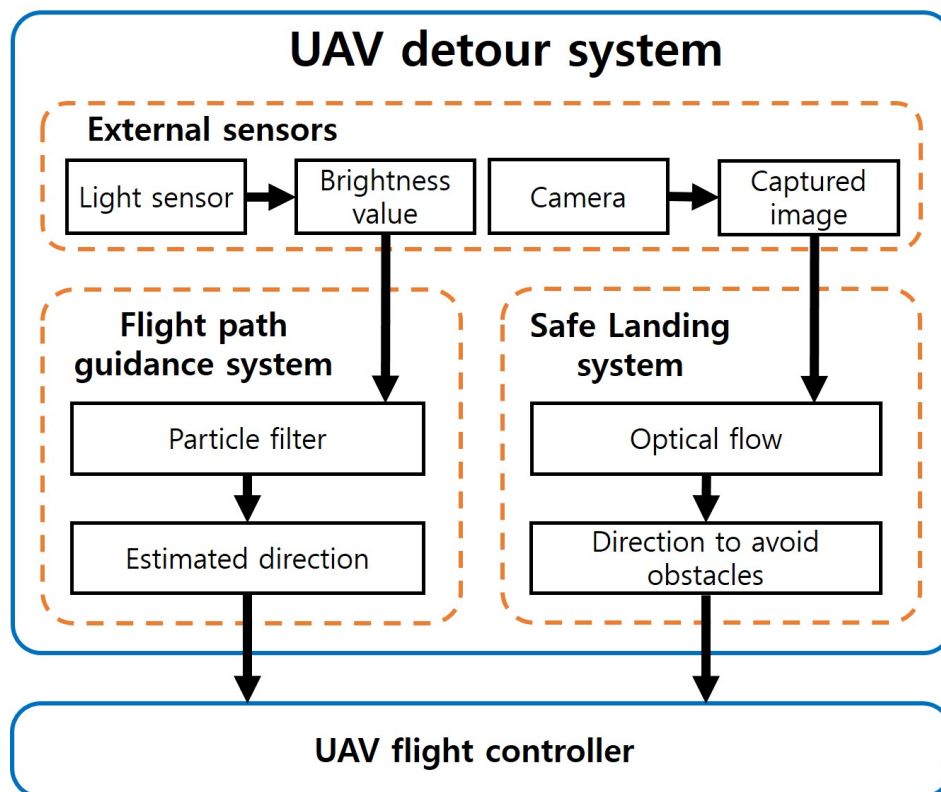 UAV detour system
External sensors
Light sensor
Brightness
value
Camera
Captured
image
Flight path
guidance system
Particle filter
Estimated direction
Safe Landing
system
Optical flow
Direction to avoid
obstacles
UAV flight controller